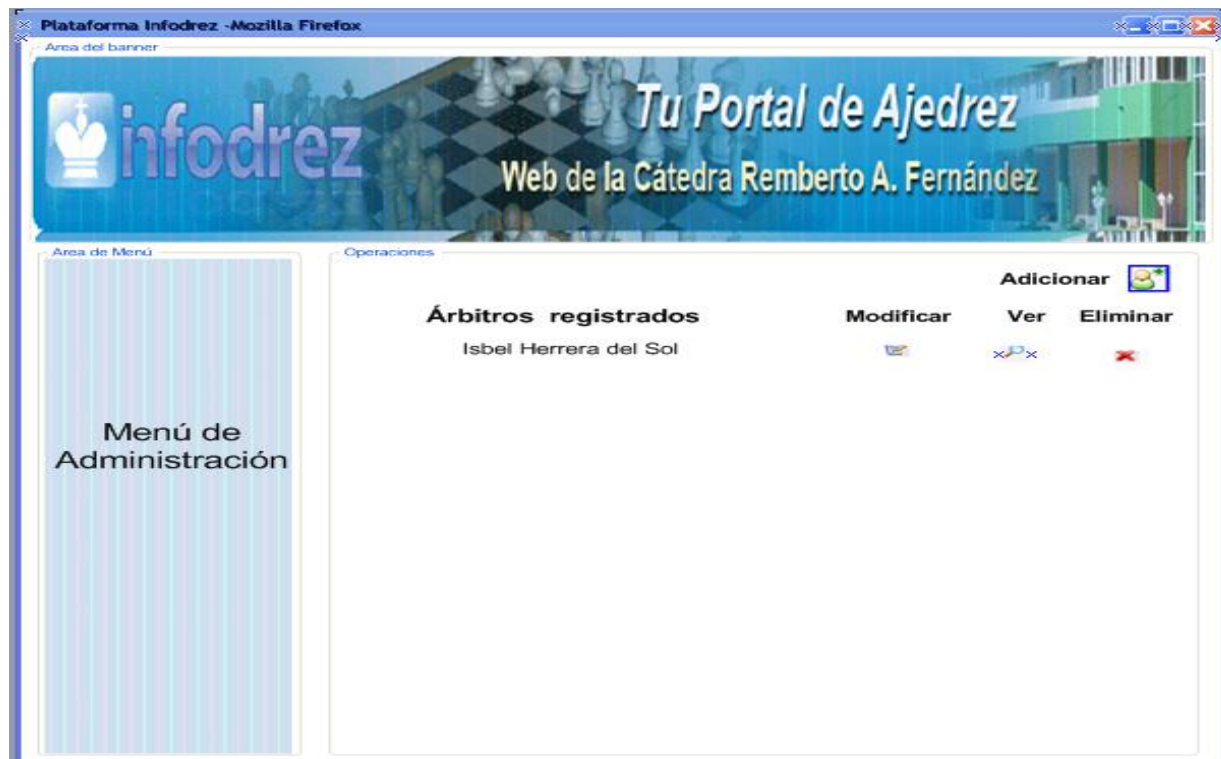 Plataforma Infodrez -Mozilla Firefox
Area del banner
infodrez
Tu Portal de Ajedrez
Web de la Cátedra Remberto A. Fernández
Area de Menú
Operaciones
Adicionar
Árbitros registrados Modificar Ver Eliminar
Isbel Herrera del Sol
Menú de
Administración